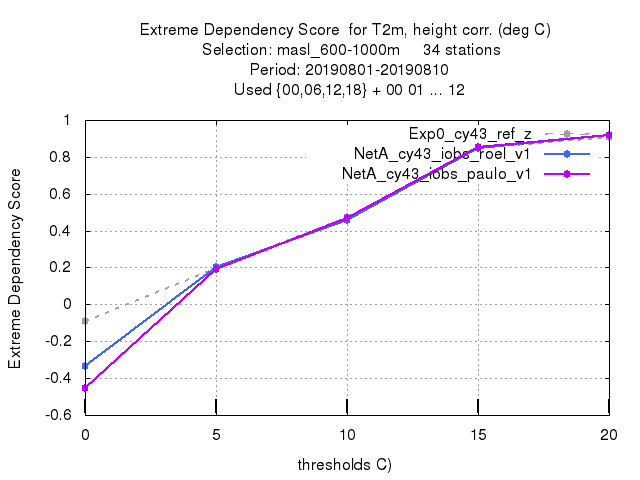 Extreme Dependency Score  for T2m, height corr. (deg C)
Selection: masl_600-1000m     34 stations
Period: 20190801-20190810
Used {00,06,12,18} + 00 01 ... 12
Exp0_cy43_ref_z
NetA_cy43_iobs_roel_v1
NetA_cy43_iobs_paulo_v1
Extreme Dependency Score
1
0.8
0.6
0.4
0.2
0
-0.2
-0.4
-0.6
0 5 10 15 20
thresholds C)